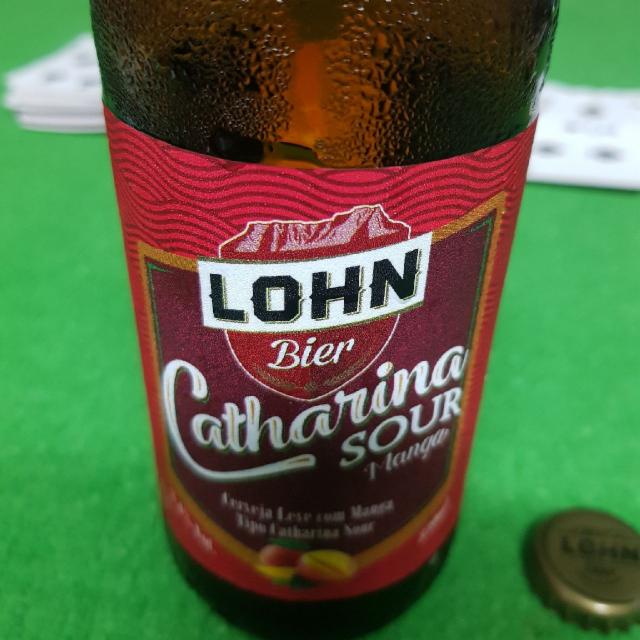 LOHN
Bier
Catharina
SOUR
Manga
Cerveja Leve com Manga
Tipo Catharina Sour
LOHN